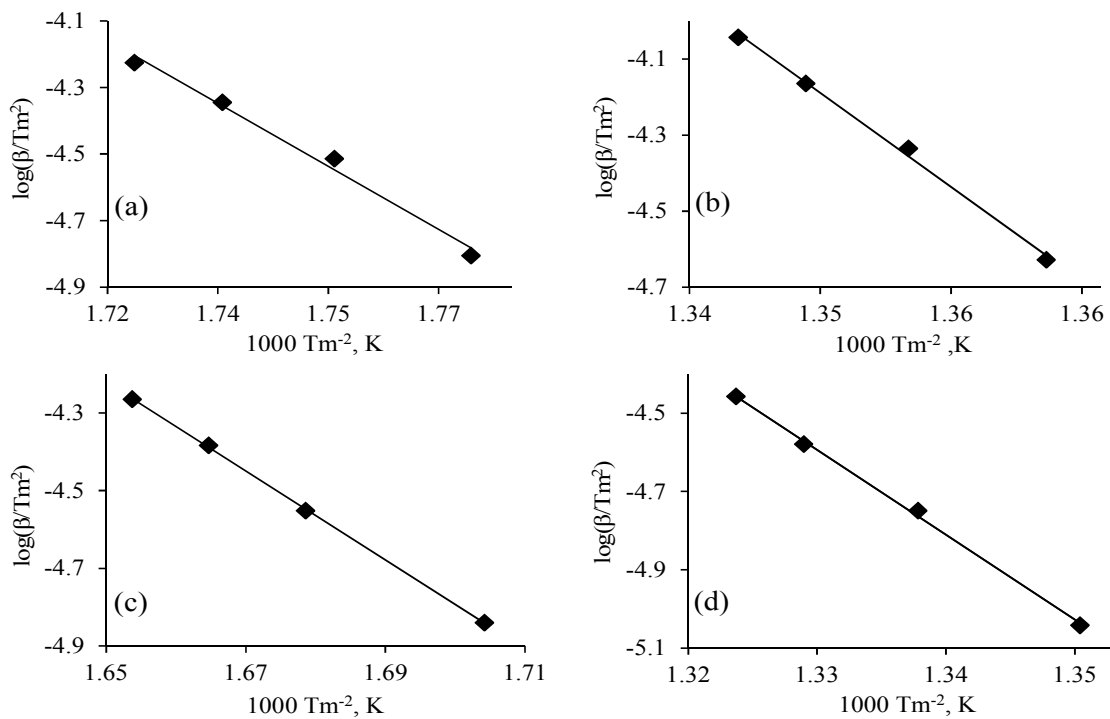 -4.1
-4.3
-4.5
-4.7
-4.9
log(β/Tm²)
(a)
1.72
1.74
1.75
1.77
1000 Tm⁻², K
-4.1
-4.3
-4.5
-4.7
log(β/Tm²)
(b)
1.34
1.35
1.36
1.36
1000 Tm⁻² ,K
-4.3
-4.5
-4.7
-4.9
log(β/Tm²)
(c)
1.65
1.67
1.69
1.71
1000 Tm⁻², K
-4.5
-4.7
-4.9
-5.1
log(β/Tm²)
(d)
1.32
1.33
1.34
1.35
1000 Tm⁻², K